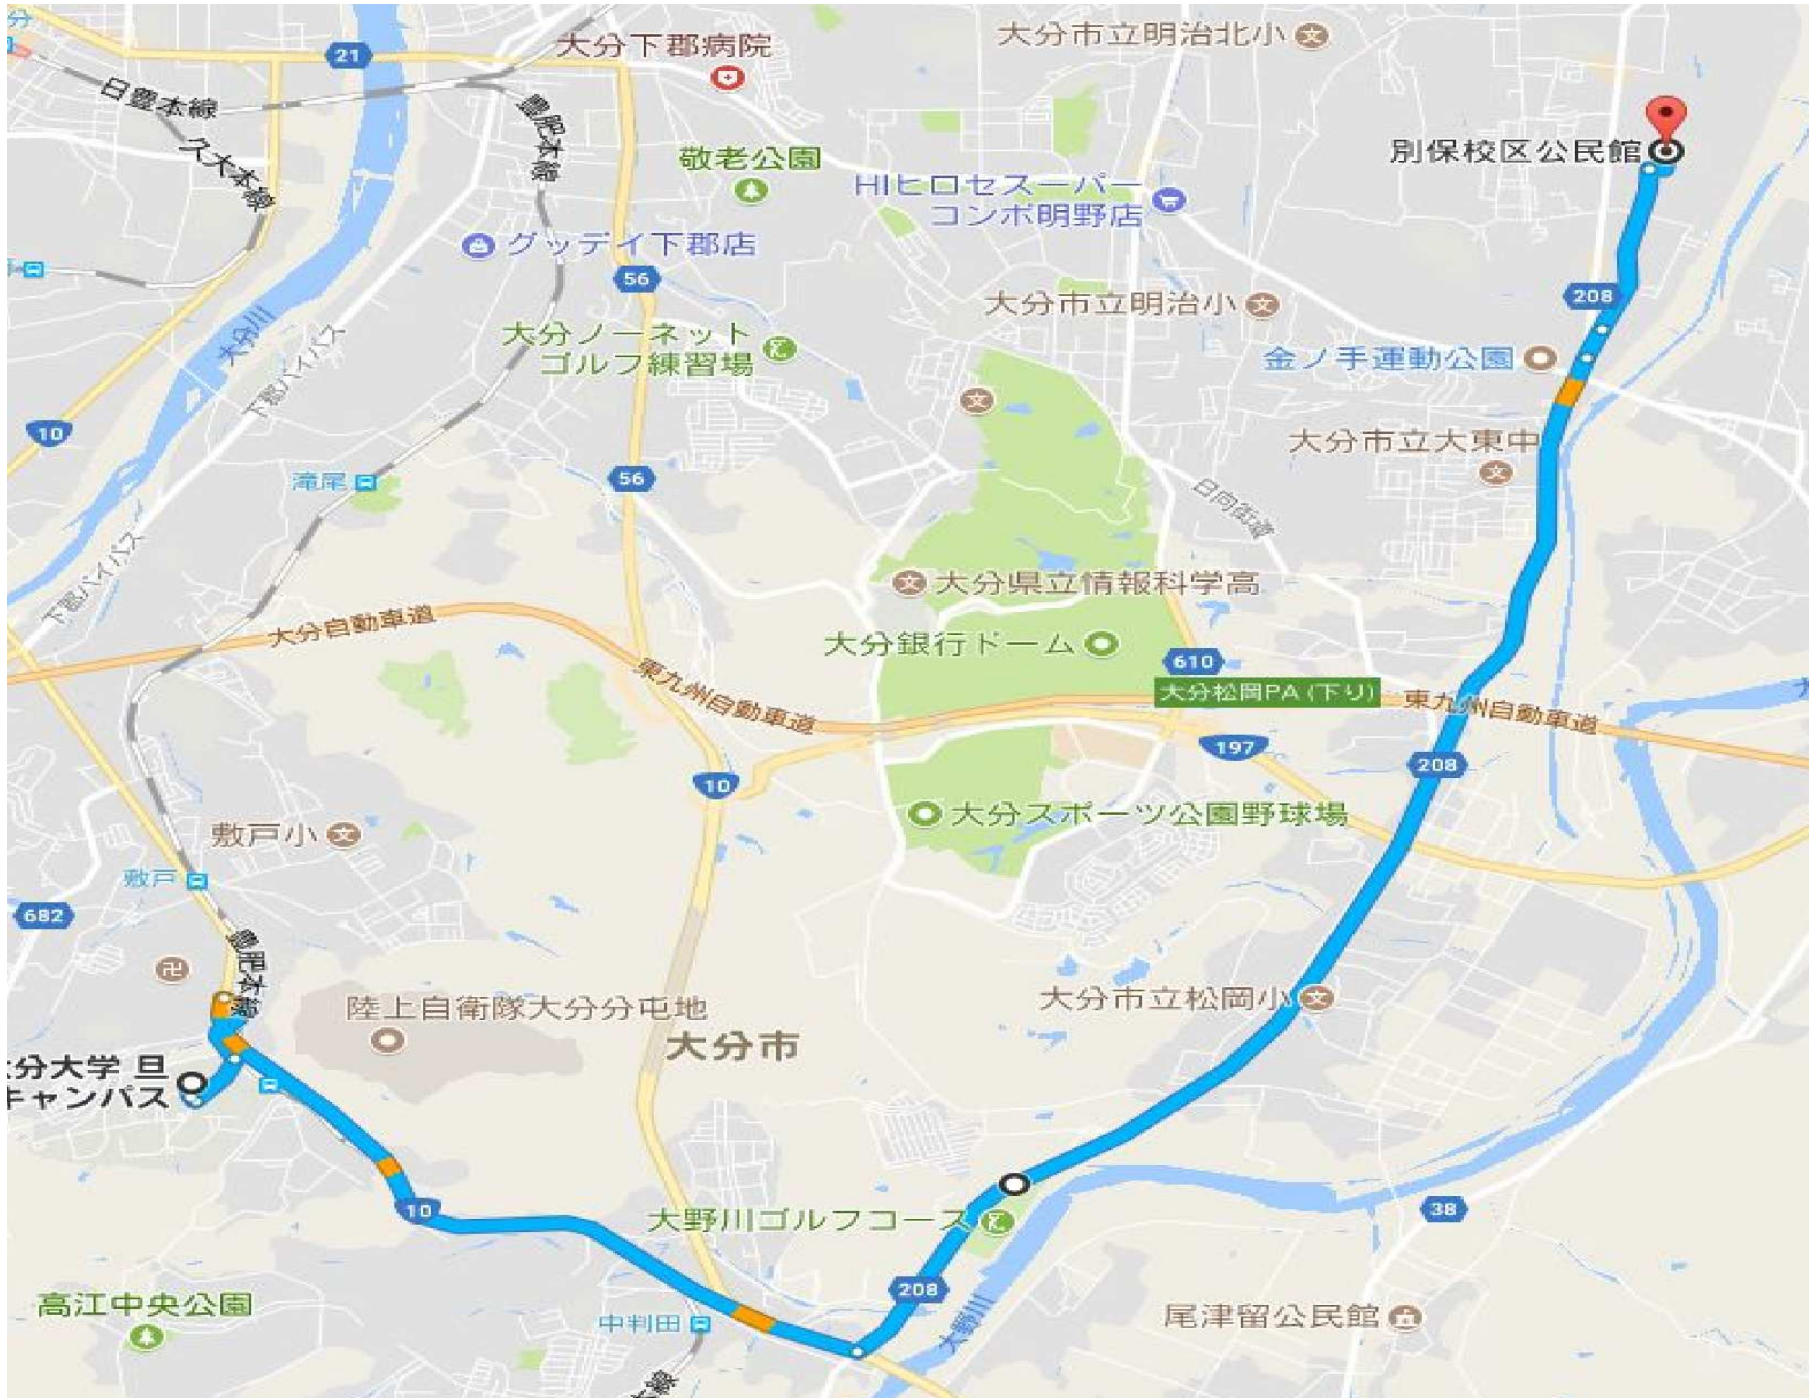 分
21
大分下郡病院
大分市立明治北小
日豊本線
豊肥本線
久大本線
敬老公園
別保校区公民館
HIヒロセスーパー
コンボ明野店
グッデイ下郡店
56
大分市立明治小
208
大分川
下郡バイパス
大分ノーネット
ゴルフ練習場
金ノ手運動公園
10
大分市立大東中
滝尾
56
日向街道
下郡バイパス
大分県立情報科学高
大分自動車道
大分銀行ドーム
610
東九州自動車道
大分松岡PA (下り)
東九州自動車道
197
10
208
大分スポーツ公園野球場
敷戸小
敷戸
682
豊肥本線
陸上自衛隊大分分屯地
大分市立松岡小
大分市
分大学 旦
キャンパス
10
大野川ゴルフコース
38
208
大野川
高江中央公園
中判田
尾津留公民館